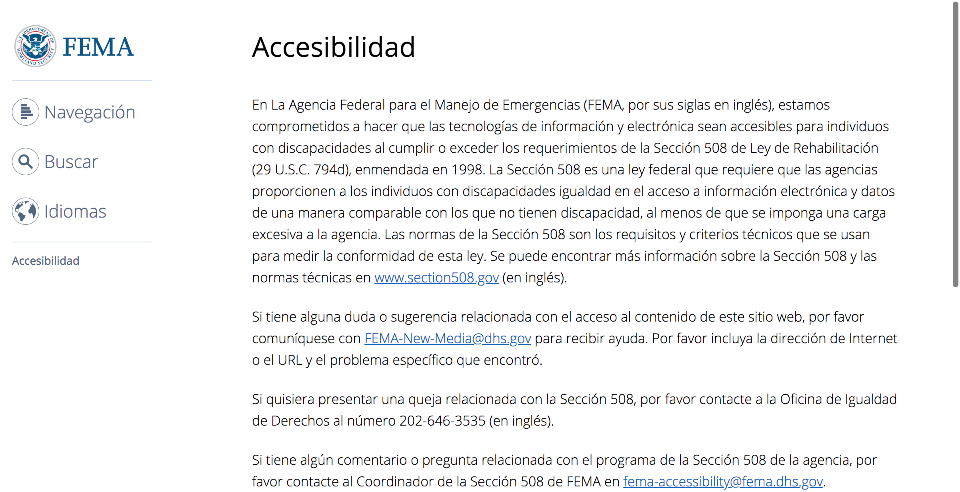 FEMA
Navegación
Buscar
Idiomas
Accesibilidad
Accesibilidad
En La Agencia Federal para el Manejo de Emergencias (FEMA, por sus siglas en inglés), estamos
comprometidos a hacer que las tecnologías de información y electrónica sean accesibles para individuos
con discapacidades al cumplir o exceder los requerimientos de la Sección 508 de Ley de Rehabilitación
(29 U.S.C. 794d), enmendada en 1998. La Sección 508 es una ley federal que requiere que las agencias
proporcionen a los individuos con discapacidades igualdad en el acceso a información electrónica y datos
de una manera comparable con los que no tienen discapacidad, al menos de que se imponga una carga
excesiva a la agencia. Las normas de la Sección 508 son los requisitos y criterios técnicos que se usan
para medir la conformidad de esta ley. Se puede encontrar más información sobre la Sección 508 y las
normas técnicas en www.section508.gov (en inglés).
Si tiene alguna duda o sugerencia relacionada con el acceso al contenido de este sitio web, por favor
comuníquese con FEMA-New-Media@dhs.gov para recibir ayuda. Por favor incluya la dirección de Internet
o el URL y el problema específico que encontró.
Si quisiera presentar una queja relacionada con la Sección 508, por favor contacte a la Oficina de Igualdad
de Derechos al número 202-646-3535 (en inglés).
Si tiene algún comentario o pregunta relacionada con el programa de la Sección 508 de la agencia, por
favor contacte al Coordinador de la Sección 508 de FEMA en fema-accessibility@fema.dhs.gov.